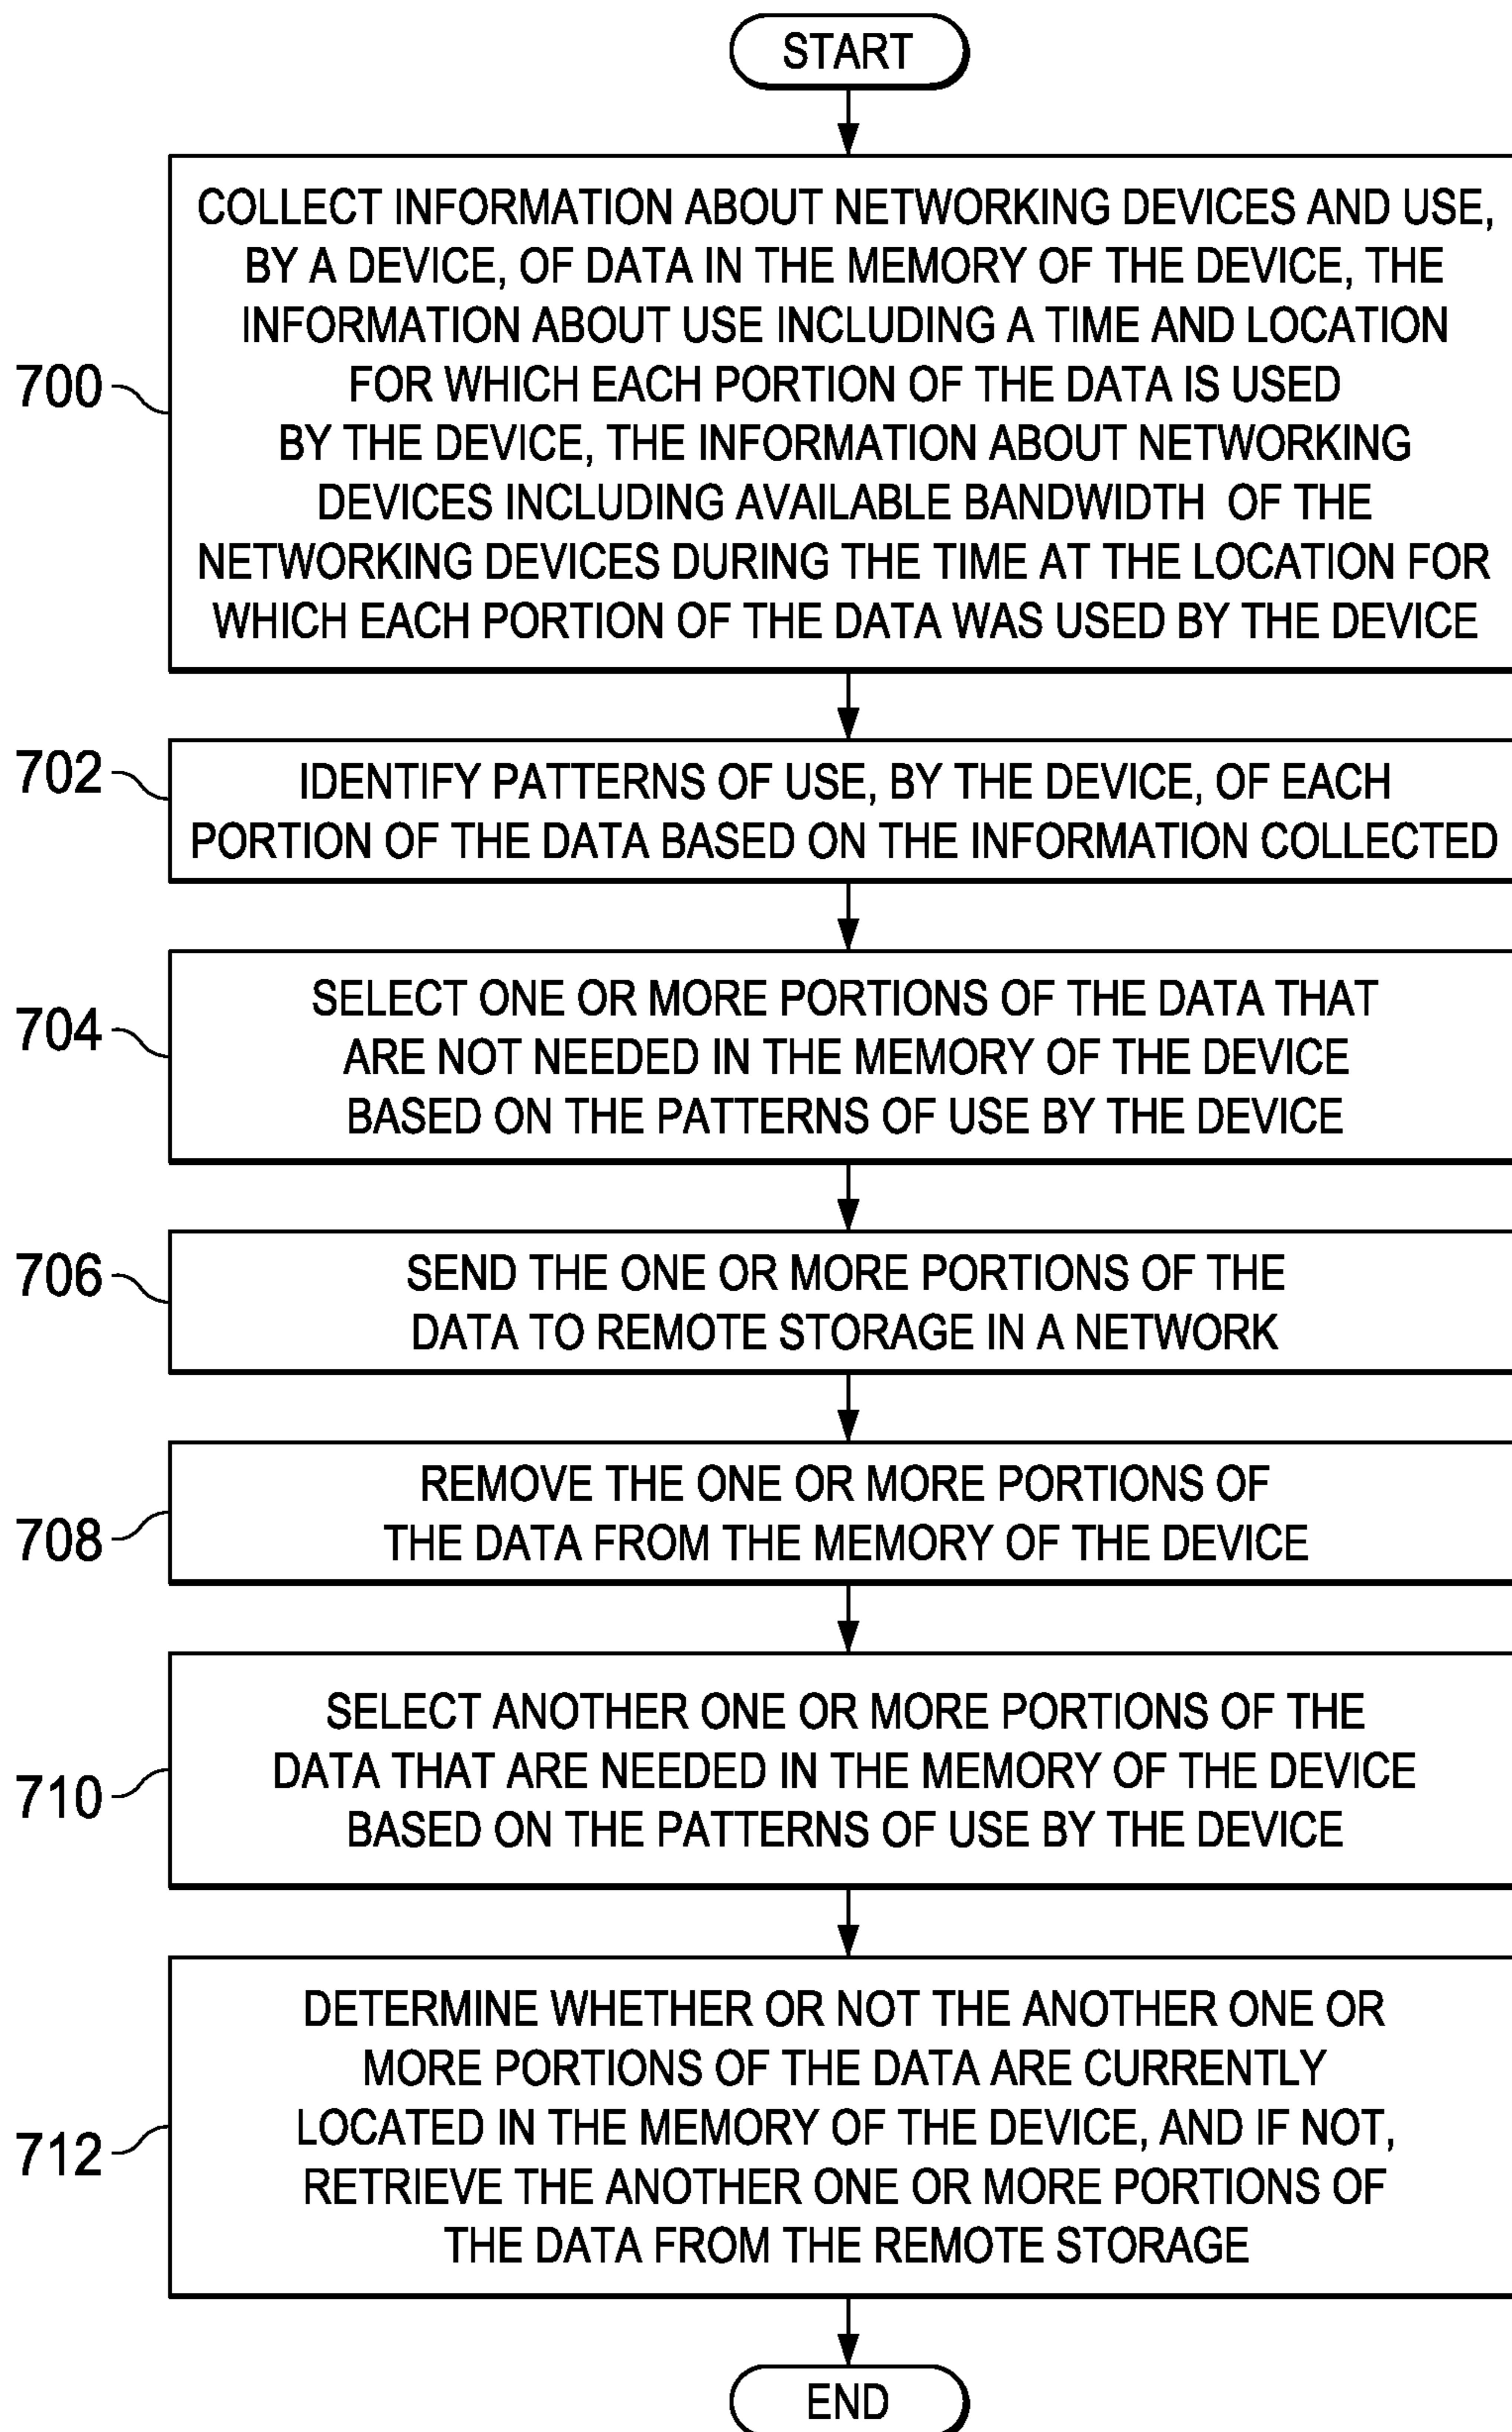 START
COLLECT INFORMATION ABOUT NETWORKING DEVICES AND USE,
BY A DEVICE, OF DATA IN THE MEMORY OF THE DEVICE, THE
INFORMATION ABOUT USE INCLUDING A TIME AND LOCATION
FOR WHICH EACH PORTION OF THE DATA IS USED
BY THE DEVICE, THE INFORMATION ABOUT NETWORKING
DEVICES INCLUDING AVAILABLE BANDWIDTH OF THE
NETWORKING DEVICES DURING THE TIME AT THE LOCATION FOR
WHICH EACH PORTION OF THE DATA WAS USED BY THE DEVICE
700
702
IDENTIFY PATTERNS OF USE, BY THE DEVICE, OF EACH
PORTION OF THE DATA BASED ON THE INFORMATION COLLECTED
704
SELECT ONE OR MORE PORTIONS OF THE DATA THAT
ARE NOT NEEDED IN THE MEMORY OF THE DEVICE
BASED ON THE PATTERNS OF USE BY THE DEVICE
706
SEND THE ONE OR MORE PORTIONS OF THE
DATA TO REMOTE STORAGE IN A NETWORK
708
REMOVE THE ONE OR MORE PORTIONS OF
THE DATA FROM THE MEMORY OF THE DEVICE
710
SELECT ANOTHER ONE OR MORE PORTIONS OF THE
DATA THAT ARE NEEDED IN THE MEMORY OF THE DEVICE
BASED ON THE PATTERNS OF USE BY THE DEVICE
712
DETERMINE WHETHER OR NOT THE ANOTHER ONE OR
MORE PORTIONS OF THE DATA ARE CURRENTLY
LOCATED IN THE MEMORY OF THE DEVICE, AND IF NOT,
RETRIEVE THE ANOTHER ONE OR MORE PORTIONS OF
THE DATA FROM THE REMOTE STORAGE
END